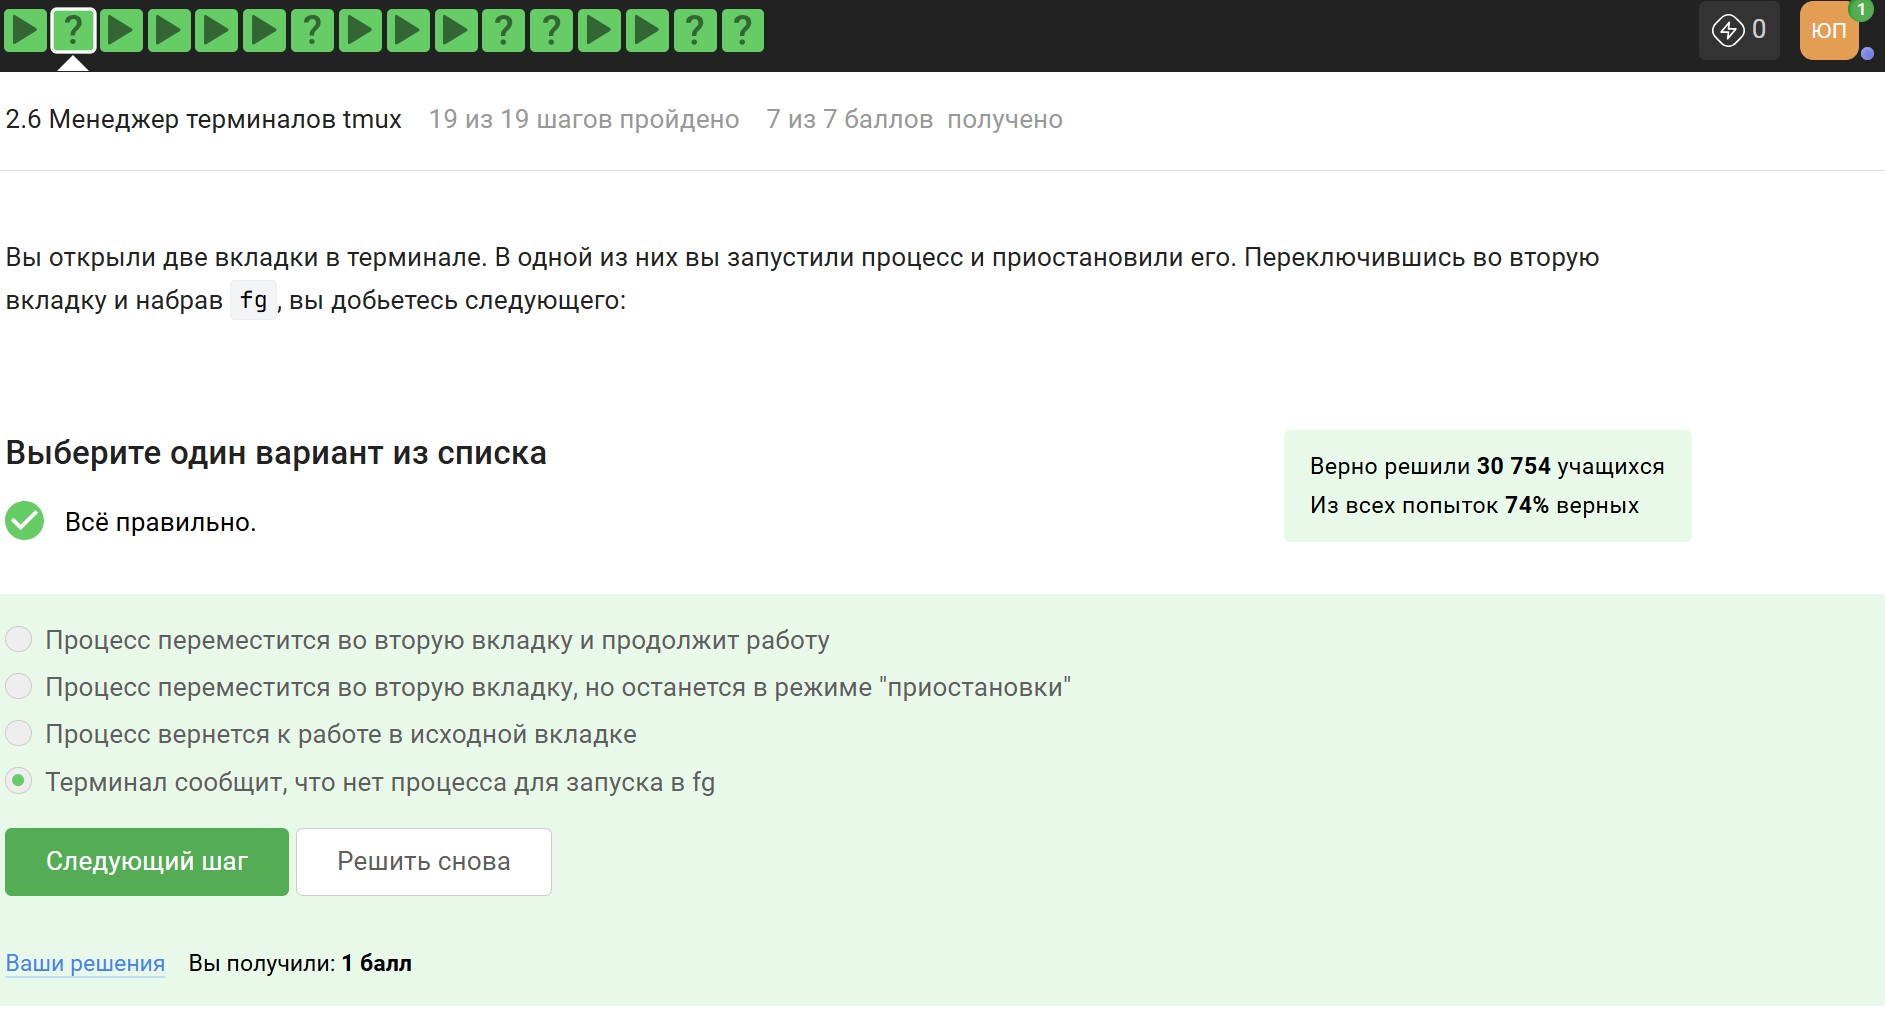 ? ? ? ? ? ?
0
ЮП
1
2.6 Менеджер терминалов tmux 19 из 19 шагов пройдено 7 из 7 баллов получено
Вы открыли две вкладки в терминале. В одной из них вы запустили процесс и приостановили его. Переключившись во вторую
вкладку и набрав fg, вы добьетесь следующего:
Выберите один вариант из списка
Всё правильно.
Верно решили 30 754 учащихся
Из всех попыток 74% верных
Процесс переместится во вторую вкладку и продолжит работу
Процесс переместится во вторую вкладку, но останется в режиме "приостановки"
Процесс вернется к работе в исходной вкладке
Терминал сообщит, что нет процесса для запуска в fg
Следующий шаг
Решить снова
Ваши решения Вы получили: 1 балл